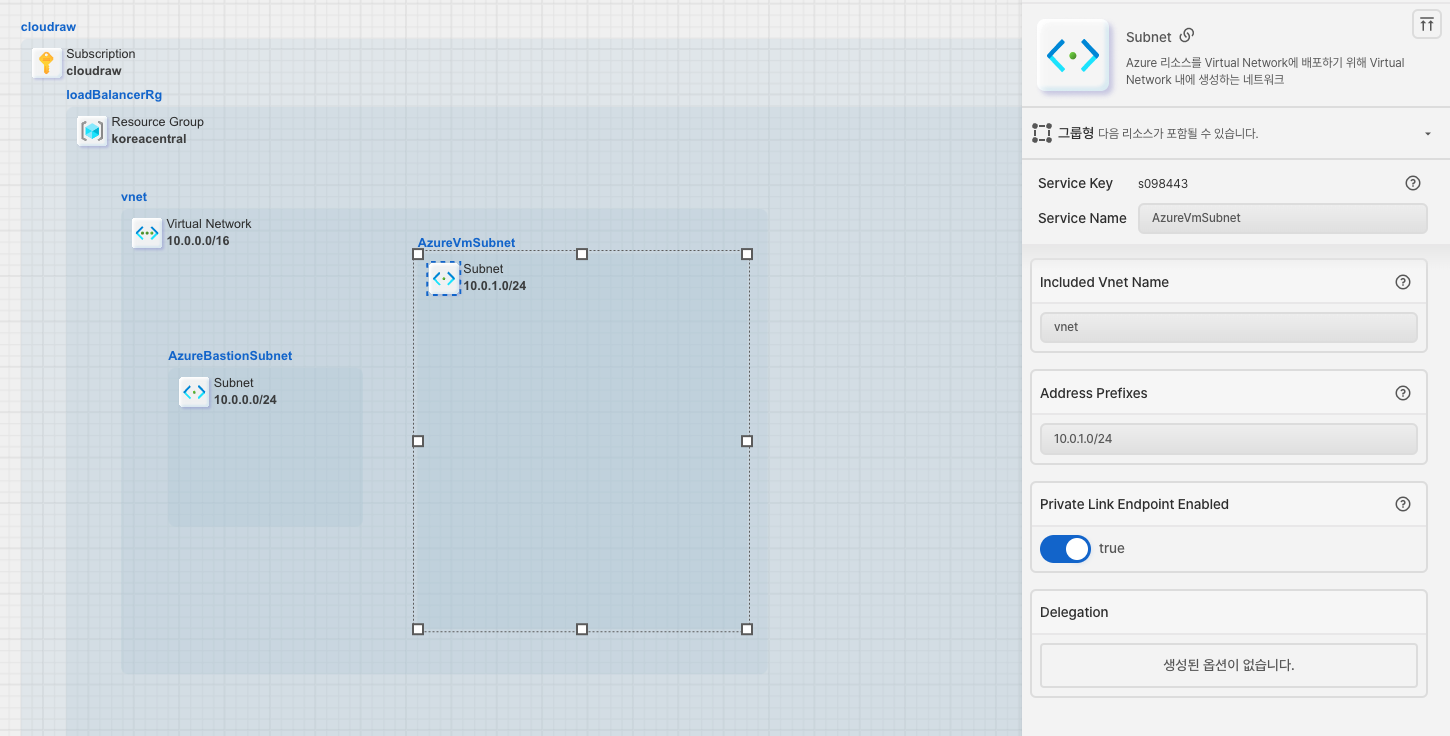 cloudraw
Subscription
cloudraw
loadBalancerRg
Resource Group
koreacentral
vnet
Virtual Network
10.0.0.0/16
AzureVmSubnet
Subnet
10.0.1.0/24
AzureBastionSubnet
Subnet
10.0.0.0/24
Subnet
Azure 리소스를 Virtual Network에 배포하기 위해 Virtual
Network 내에 생성하는 네트워크
그룹형 다음 리소스가 포함될 수 있습니다.
Service Key s098443
Service Name AzureVmSubnet
Included Vnet Name
vnet
Address Prefixes
10.0.1.0/24
Private Link Endpoint Enabled
true
Delegation
생성된 옵션이 없습니다.